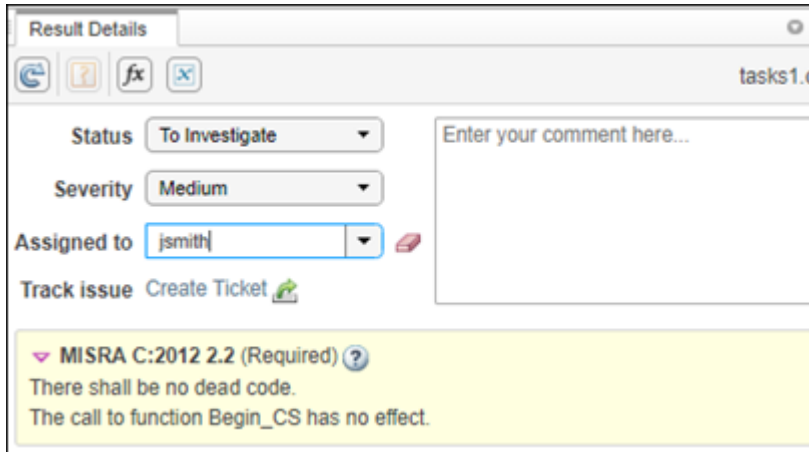 Result Details
fx
tasks1.
Status To Investigate
Enter your comment here...
Severity Medium
Assigned to jsmith
Track issue Create Ticket
MISRA C:2012 2.2 (Required) ?
There shall be no dead code.
The call to function Begin_CS has no effect.